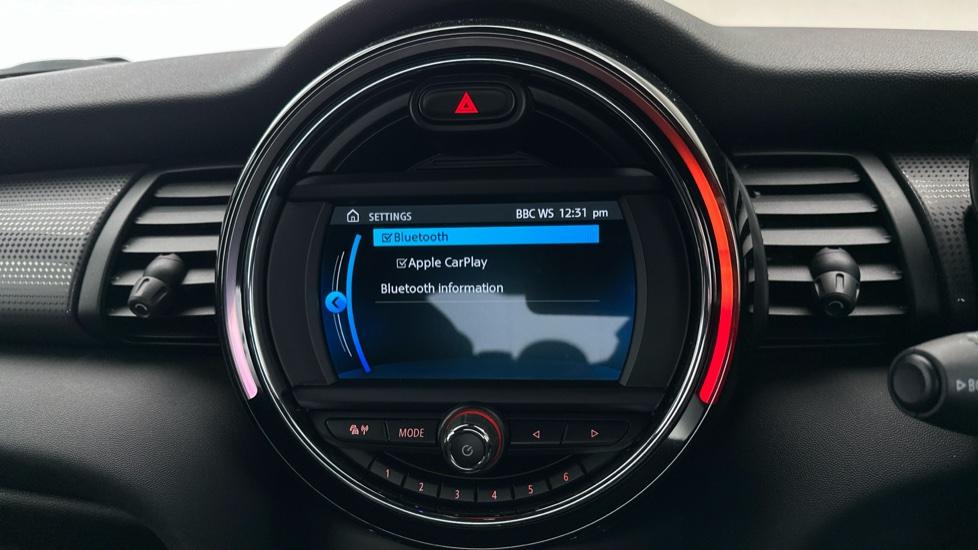 SETTINGS BBC WS 12:31 pm
Bluetooth
Apple CarPlay
Bluetooth information
MODE
1 2 3 4 5 6